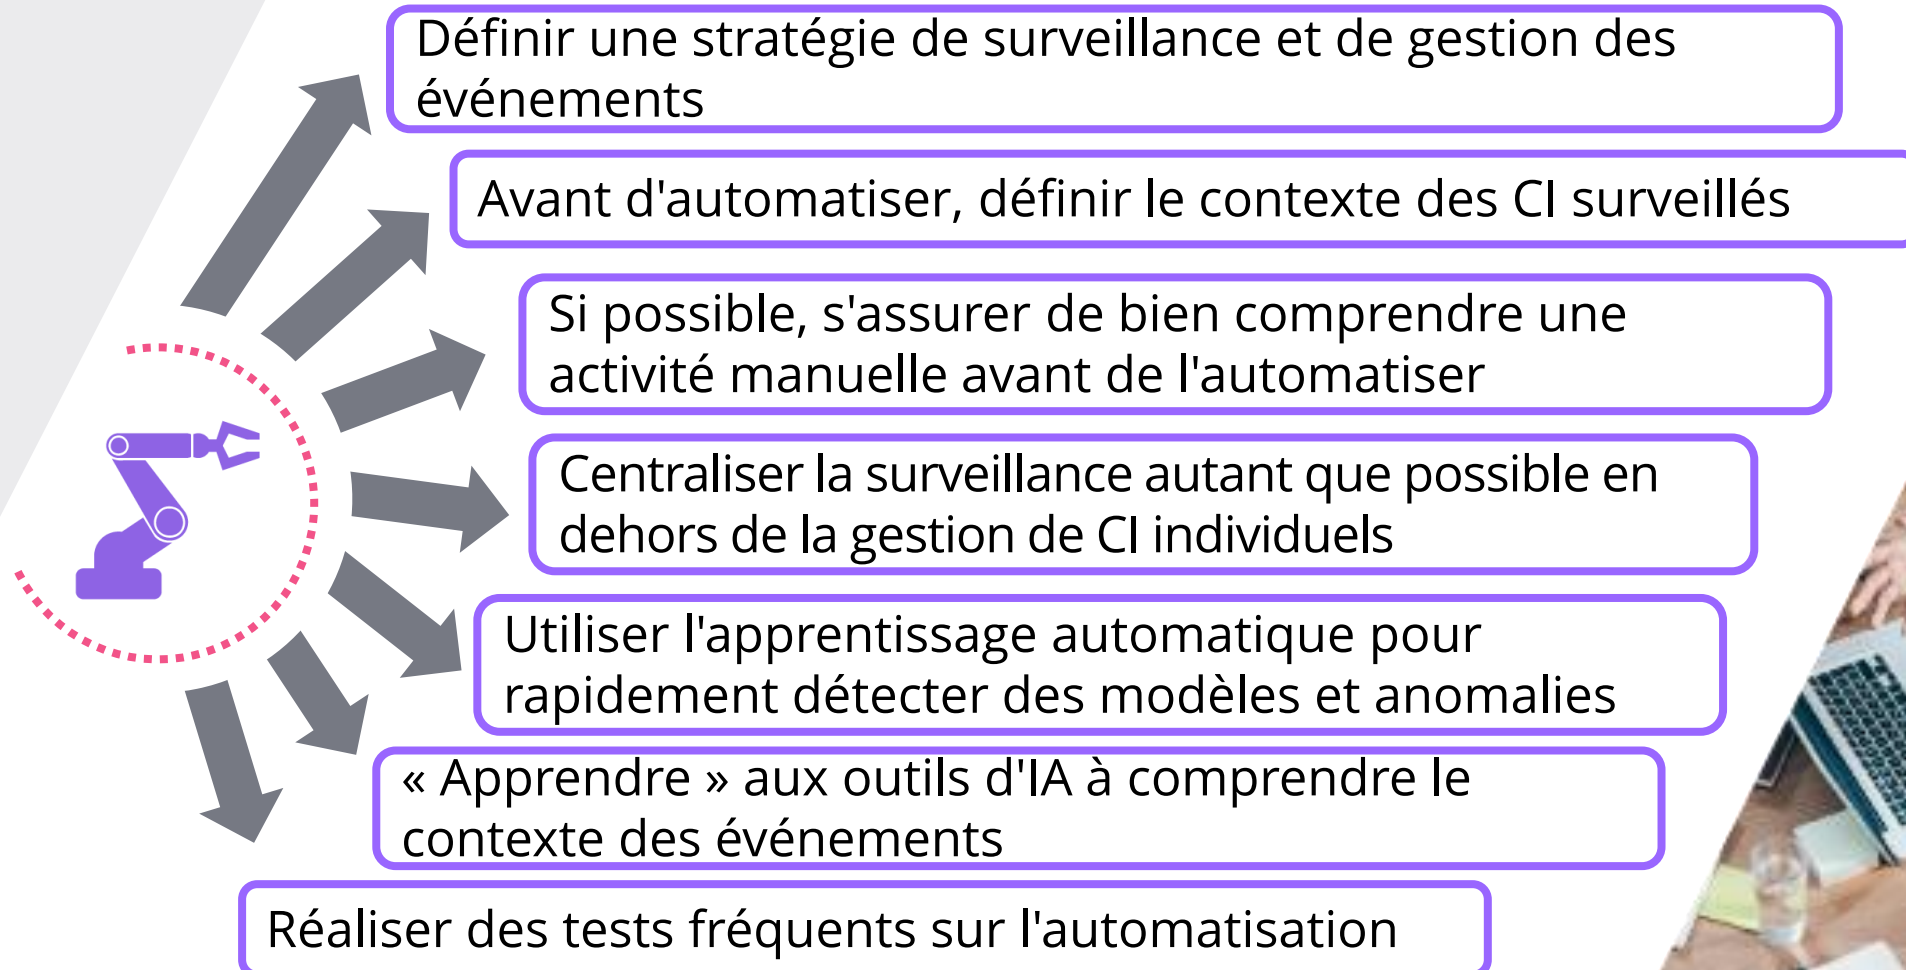 Définir une stratégie de surveillance et de gestion des
événements
Avant d'automatiser, définir le contexte des CI surveillés
Si possible, s'assurer de bien comprendre une
activité manuelle avant de l'automatiser
Centraliser la surveillance autant que possible en
dehors de la gestion de CI individuels
Utiliser l'apprentissage automatique pour
rapidement détecter des modèles et anomalies
« Apprendre » aux outils d'IA à comprendre le
contexte des événements
Réaliser des tests fréquents sur l'automatisation